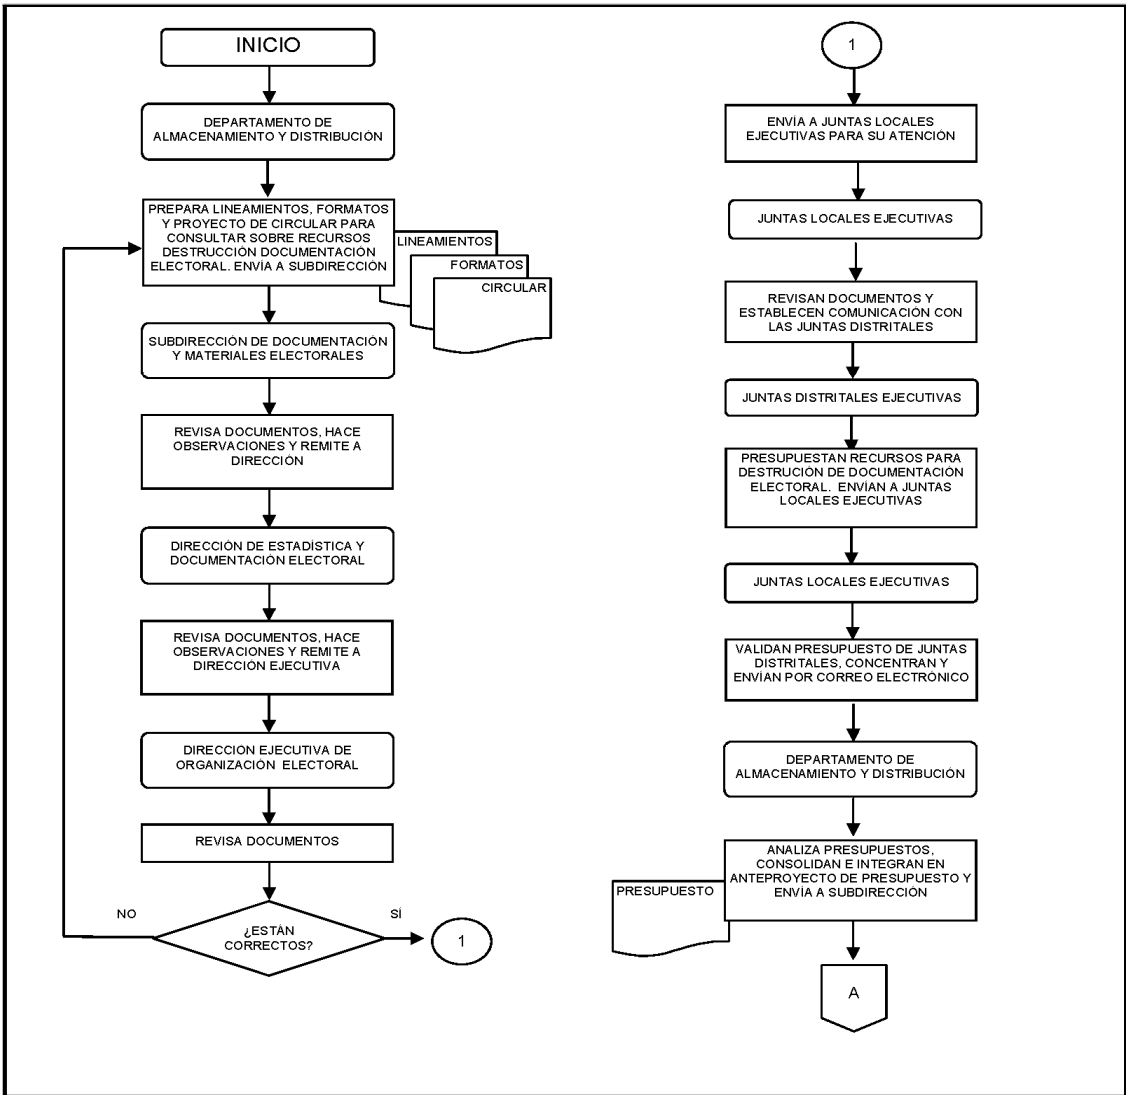 INICIO
DEPARTAMENTO DE
ALMACENAMIENTO Y DISTRIBUCIÓN
PREPARA LINEAMIENTOS, FORMATOS
Y PROYECTO DE CIRCULAR PARA
CONSULTAR SOBRE RECURSOS
DESTRUCCIÓN DOCUMENTACIÓN
ELECTORAL. ENVÍA A SUBDIRECCIÓN
LINEAMIENTOS
FORMATOS
CIRCULAR
SUBDIRECCIÓN DE DOCUMENTACIÓN
Y MATERIALES ELECTORALES
REVISA DOCUMENTOS, HACE
OBSERVACIONES Y REMITE A
DIRECCIÓN
DIRECCIÓN DE ESTADÍSTICA Y
DOCUMENTACIÓN ELECTORAL
REVISA DOCUMENTOS, HACE
OBSERVACIONES Y REMITE A
DIRECCIÓN EJECUTIVA
DIRECCION EJECUTIVA DE
ORGANIZACIÓN ELECTORAL
REVISA DOCUMENTOS
NO
¿ESTÁN
CORRECTOS?
SÍ
1
1
ENVÍA A JUNTAS LOCALES
EJECUTIVAS PARA SU ATENCIÓN
JUNTAS LOCALES EJECUTIVAS
REVISAN DOCUMENTOS Y
ESTABLECEN COMUNICACIÓN CON
LAS JUNTAS DISTRITALES
JUNTAS DISTRITALES EJECUTIVAS
PRESUPUESTAN RECURSOS PARA
DESTRUCIÓN DE DOCUMENTACIÓN
ELECTORAL. ENVÍAN A JUNTAS
LOCALES EJECUTIVAS
JUNTAS LOCALES EJECUTIVAS
VALIDAN PRESUPUESTO DE JUNTAS
DISTRITALES, CONCENTRAN Y
ENVÍAN POR CORREO ELECTRÓNICO
DEPARTAMENTO DE
ALMACENAMIENTO Y DISTRIBUCIÓN
ANALIZA PRESUPUESTOS,
CONSOLIDAN E INTEGRAN EN
ANTEPROYECTO DE PRESUPUESTO Y
ENVÍA A SUBDIRECCIÓN
PRESUPUESTO
A